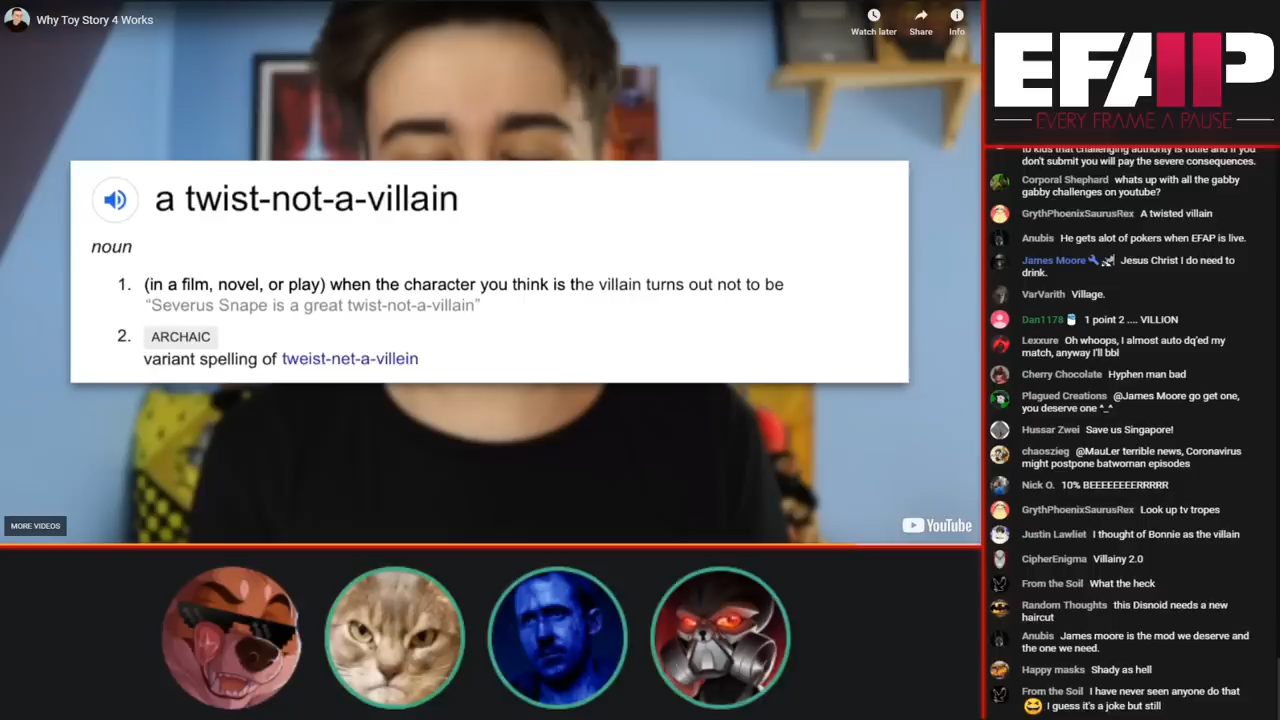 Why Toy Story 4 Works
Watch later
Share
Info
a twist-not-a-villain
noun
1. (in a film, novel, or play) when the character you think is the villain turns out not to be
“Severus Snape is a great twist-not-a-villain”
2. ARCHAIC
variant spelling of tweist-net-a-villein
MORE VIDEOS
YouTube
EFAP
EVERY FRAME A PAUSE
to kids that challenging authority is futile and if you
don't submit you will pay the severe consequences.
Corporal Shephard whats up with all the gabby
gabby challenges on youtube?
GrythPhoenixSaurusRex A twisted villain
Anubis He gets alot of pokers when EFAP is live.
James Moore Jesus Christ I do need to
drink.
VarVarith Village.
Dan1178 1 point 2 .... VILLION
Lexxure Oh whoops, I almost auto dq'ed my
match, anyway I'll bbl
Cherry Chocolate Hyphen man bad
Plagued Creations @James Moore go get one,
you deserve one ^_^
Hussar Zwei Save us Singapore!
chaoszieg @MauLer terrible news, Coronavirus
might postpone batwoman episodes
Nick O. 10% BEEEEEEEERRRRR
GrythPhoenixSaurusRex Look up tv tropes
Justin Lawliet I thought of Bonnie as the villain
CipherEnigma Villainy 2.0
From the Soil What the heck
Random Thoughts this Disnoid needs a new
haircut
Anubis James moore is the mod we deserve and
the one we need.
Happy masks Shady as hell
From the Soil I have never seen anyone do that
I guess it's a joke but still